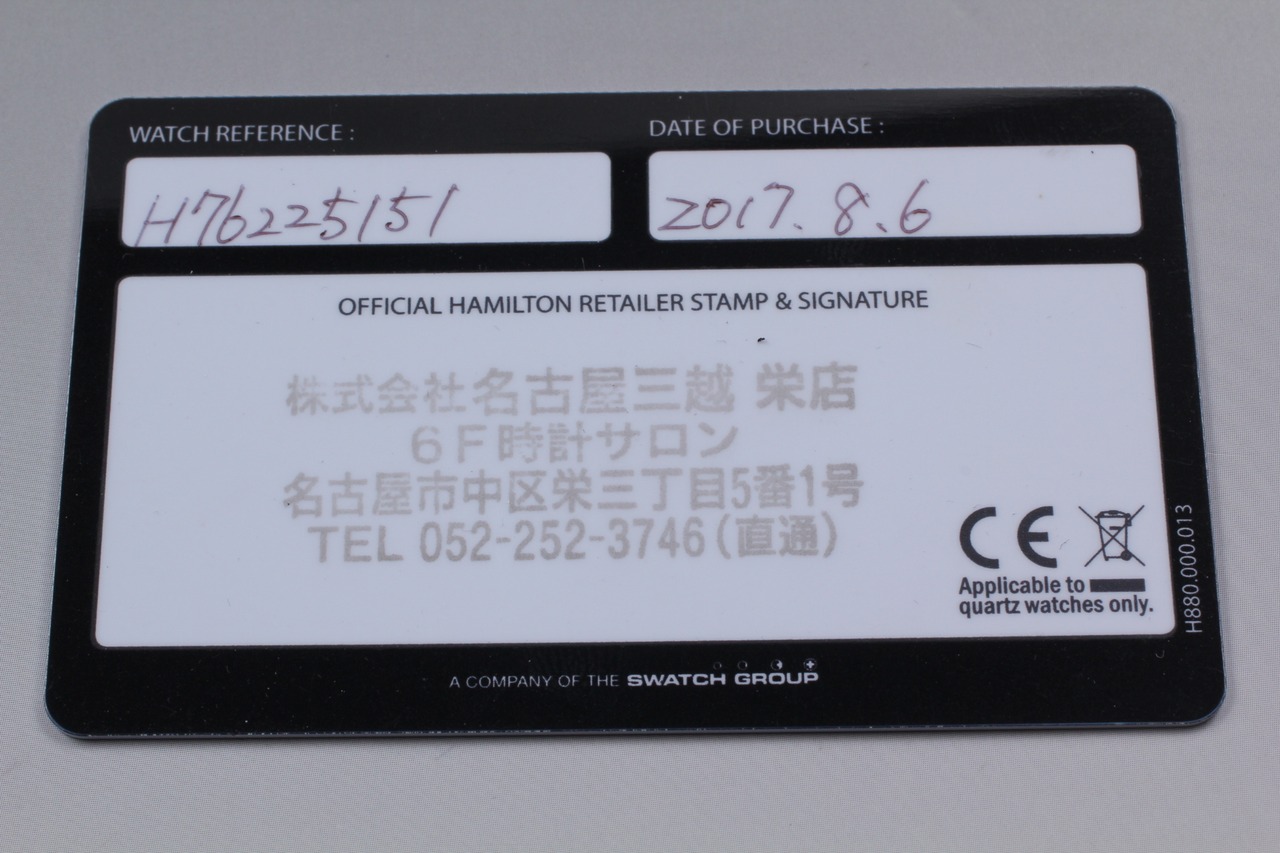 WATCH REFERENCE :
H76225151
DATE OF PURCHASE :
2017.8.6
OFFICIAL HAMILTON RETAILER STAMP & SIGNATURE
株式会社名古屋三越 栄店
6F時計サロン
名古屋市中区栄三丁目5番1号
TEL 052-252-3746(直通)
CE
Applicable to
quartz watches only.
H880.000.013
A COMPANY OF THE SWATCH GROUP